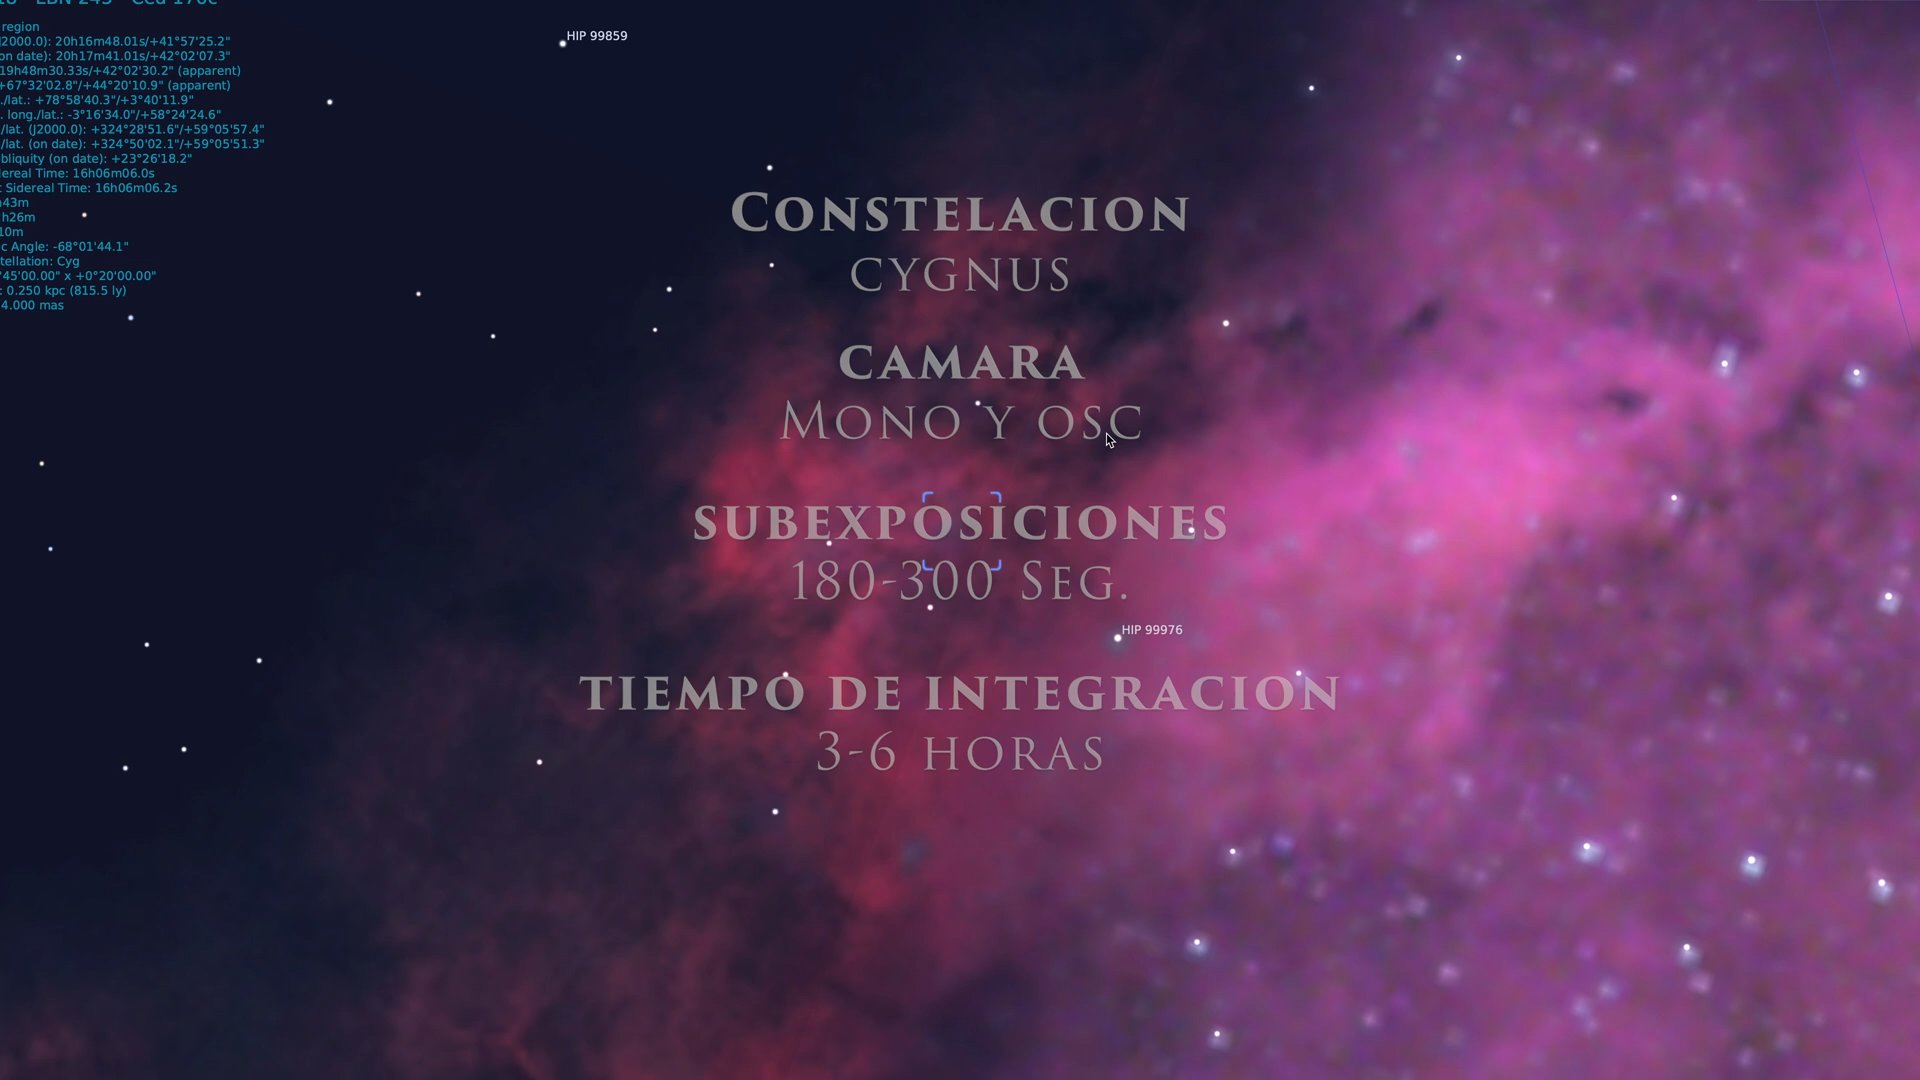 region
J2000.0): 20h16m48.01s/+41°57'25.2"
on date): 20h17m41.01s/+42°02'07.3"
19h48m30.33s/+42°02'30.2" (apparent)
+67°32'02.8"/+44°20'10.9" (apparent)
./lat.: +78°58'40.3"/+3°40'11.9"
. long./lat.: -3°16'34.0"/+58°24'24.6"
/lat. (J2000.0): +324°28'51.6"/+59°05'57.4"
/lat. (on date): +324°50'02.1"/+59°05'51.3"
bliquity (on date): +23°26'18.2"
ereal Time: 16h06m06.0s
t Sidereal Time: 16h06m06.2s
h43m
h26m
10m
c Angle: -68°01'44.1"
tellation: Cyg
°45'00.00" x +0°20'00.00"
: 0.250 kpc (815.5 ly)
4.000 mas
HIP 99859
CONSTELACION
CYGNUS
CAMARA
MONO Y OSC
SUBEXPOSICIONES
180-300 SEG.
HIP 99976
TIEMPO DE INTEGRACION
3-6 HORAS